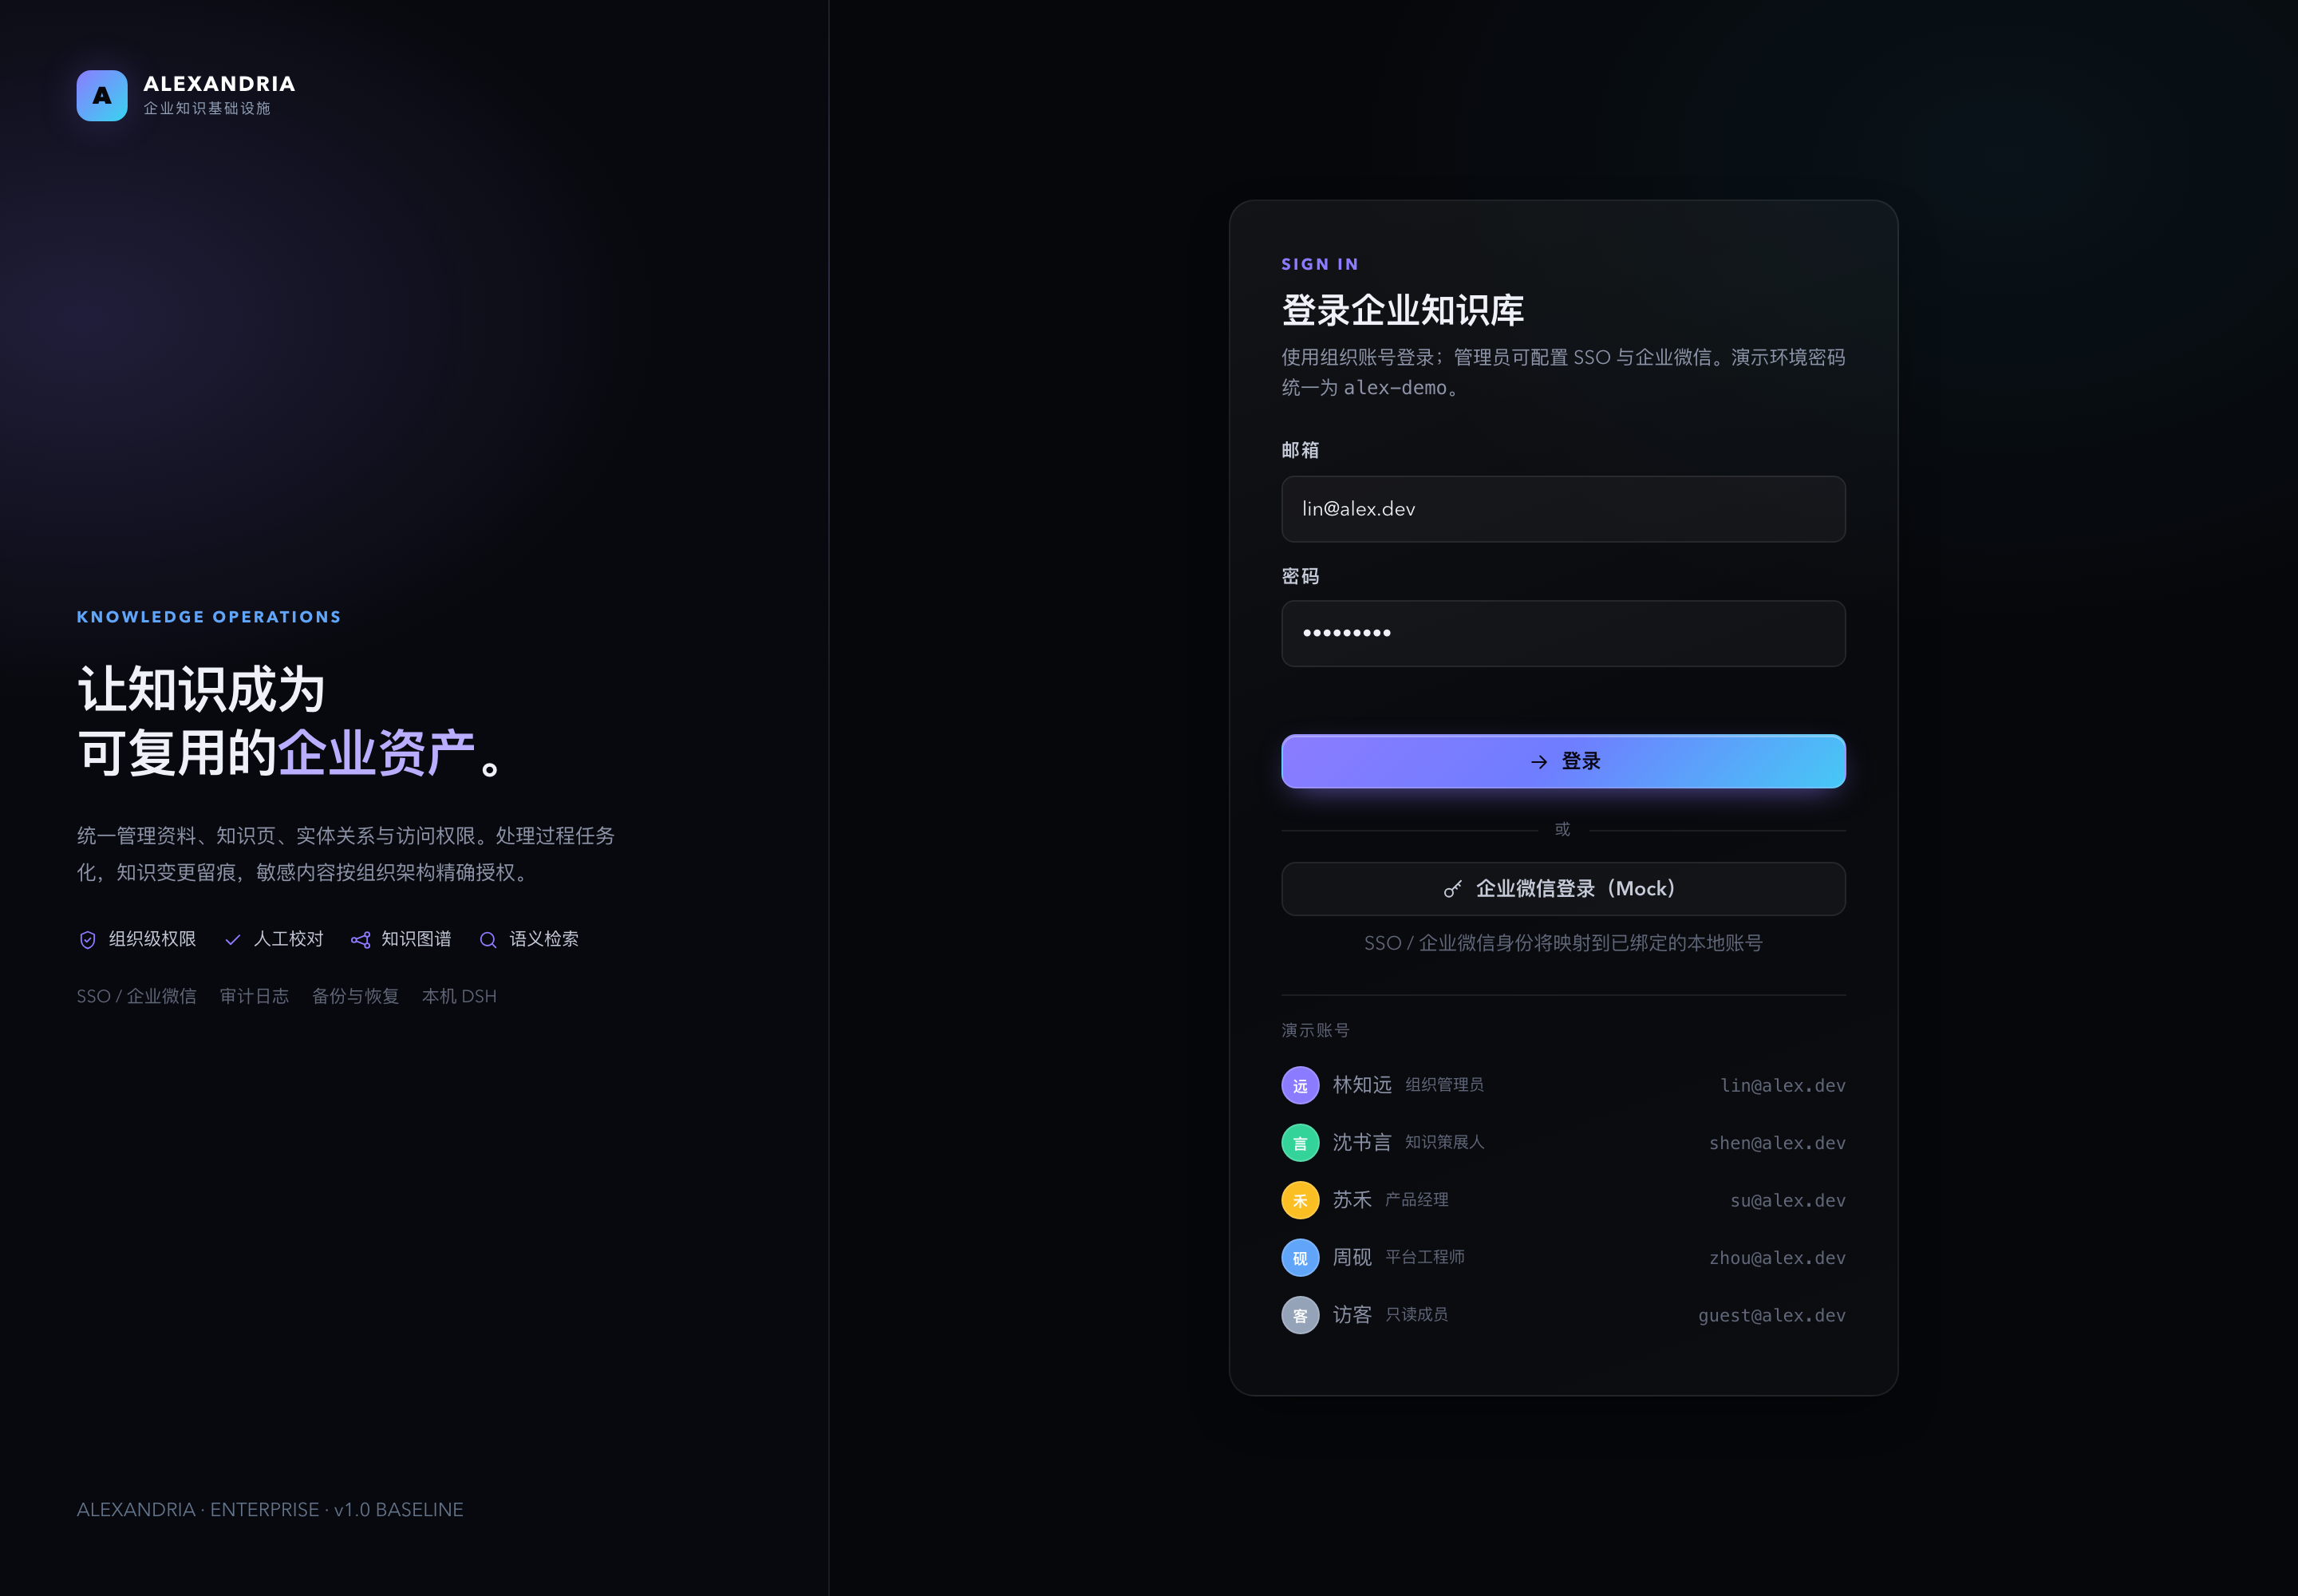 A
ALEXANDRIA
企业知识基础设施
KNOWLEDGE OPERATIONS
让知识成为
可复用的企业资产。
统一管理资料、知识页、实体关系与访问权限。处理过程任务
化，知识变更留痕，敏感内容按组织架构精确授权。
组织级权限 人工校对 知识图谱 语义检索
SSO / 企业微信 审计日志 备份与恢复 本机 DSH
ALEXANDRIA · ENTERPRISE · v1.0 BASELINE
SIGN IN
登录企业知识库
使用组织账号登录；管理员可配置 SSO 与企业微信。演示环境密码
统一为 alex-demo。
邮箱
lin@alex.dev
密码
•••••••••
→ 登录
或
企业微信登录（Mock）
SSO / 企业微信身份将映射到已绑定的本地账号
演示账号
远 林知远 组织管理员 lin@alex.dev
言 沈书言 知识策展人 shen@alex.dev
禾 苏禾 产品经理 su@alex.dev
砚 周砚 平台工程师 zhou@alex.dev
客 访客 只读成员 guest@alex.dev